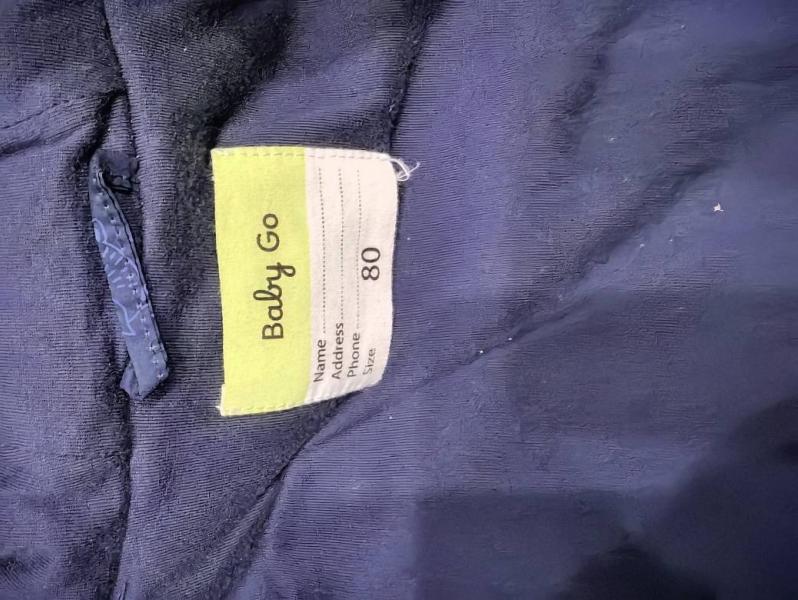 Baby Go
Name
Address
Phone
Size 80